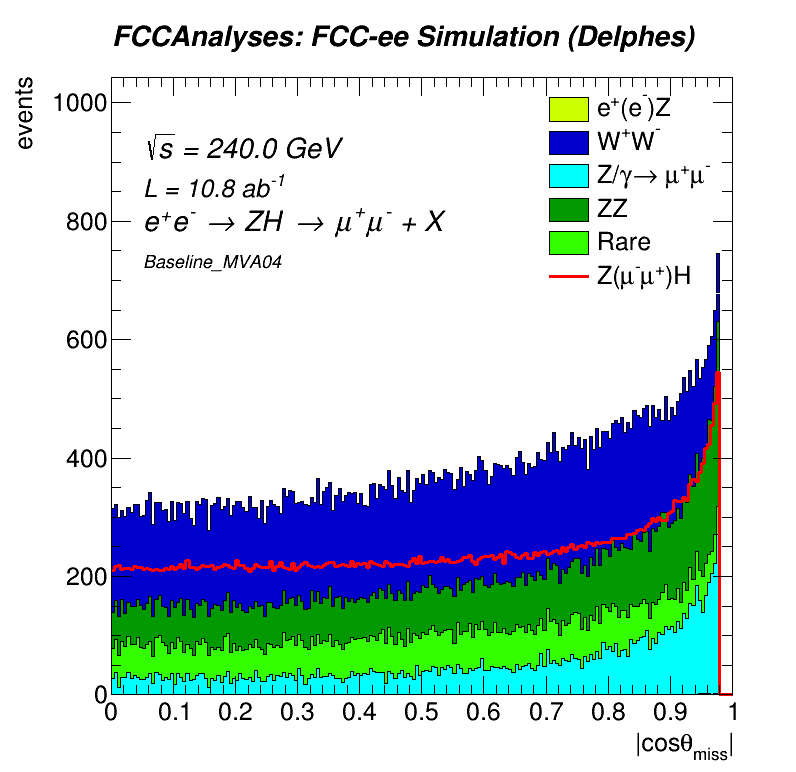 FCCAnalyses: FCC-ee Simulation (Delphes)
events
1000
800
600
400
200
0
√s = 240.0 GeV
L = 10.8 ab⁻¹
e⁺e⁻ → ZH → μ⁺μ⁻ + X
Baseline_MVA04
e⁺(e⁻)Z
W⁺W⁻
Z/γ→ μ⁺μ⁻
ZZ
Rare
Z(μ⁻μ⁺)H
0 0.1 0.2 0.3 0.4 0.5 0.6 0.7 0.8 0.9 1
|cosθ_miss|